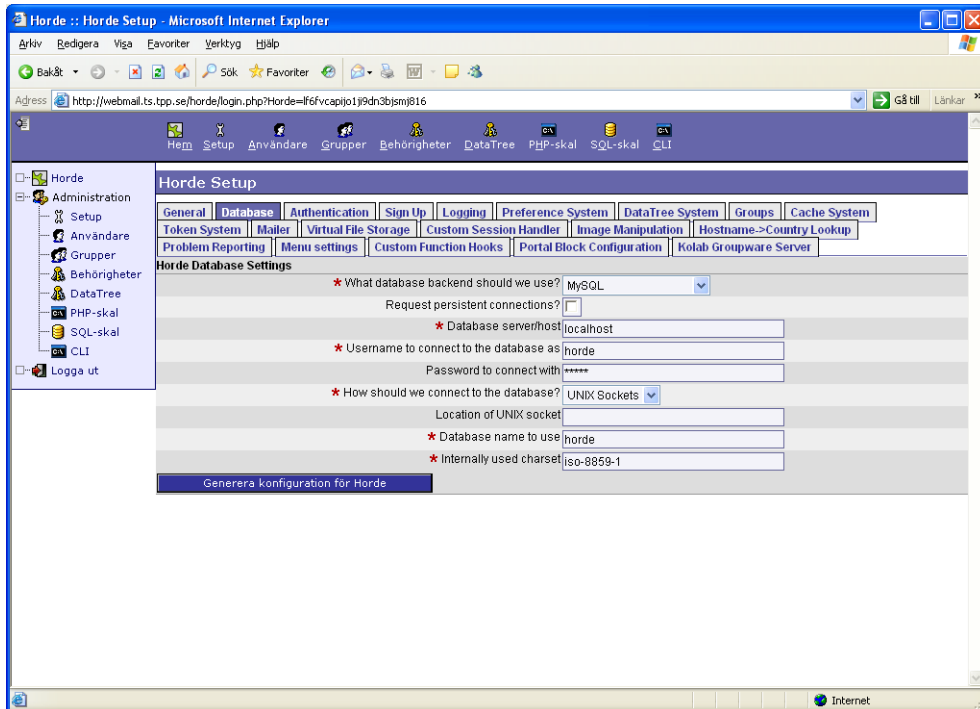 Horde :: Horde Setup - Microsoft Internet Explorer
Arkiv Redigera Visa Favoriter Verktyg Hjälp
Bakåt Sök Favoriter
Adress http://webmail.ts.tpp.se/horde/login.php?Horde=lf6fvcapijo1ji9dn3bjsmj816 Gå till Länkar »
Hem Setup Användare Grupper Behörigheter DataTree PHP-skal SQL-skal CLI
Horde
Administration
Setup
Användare
Grupper
Behörigheter
DataTree
PHP-skal
SQL-skal
CLI
Logga ut
Horde Setup
General Database Authentication Sign Up Logging Preference System DataTree System Groups Cache System
Token System Mailer Virtual File Storage Custom Session Handler Image Manipulation Hostname->Country Lookup
Problem Reporting Menu settings Custom Function Hooks Portal Block Configuration Kolab Groupware Server
Horde Database Settings
* What database backend should we use? MySQL
Request persistent connections?
* Database server/host localhost
* Username to connect to the database as horde
Password to connect with *****
* How should we connect to the database? UNIX Sockets
Location of UNIX socket
* Database name to use horde
* Internally used charset iso-8859-1
Generera konfiguration för Horde
Internet